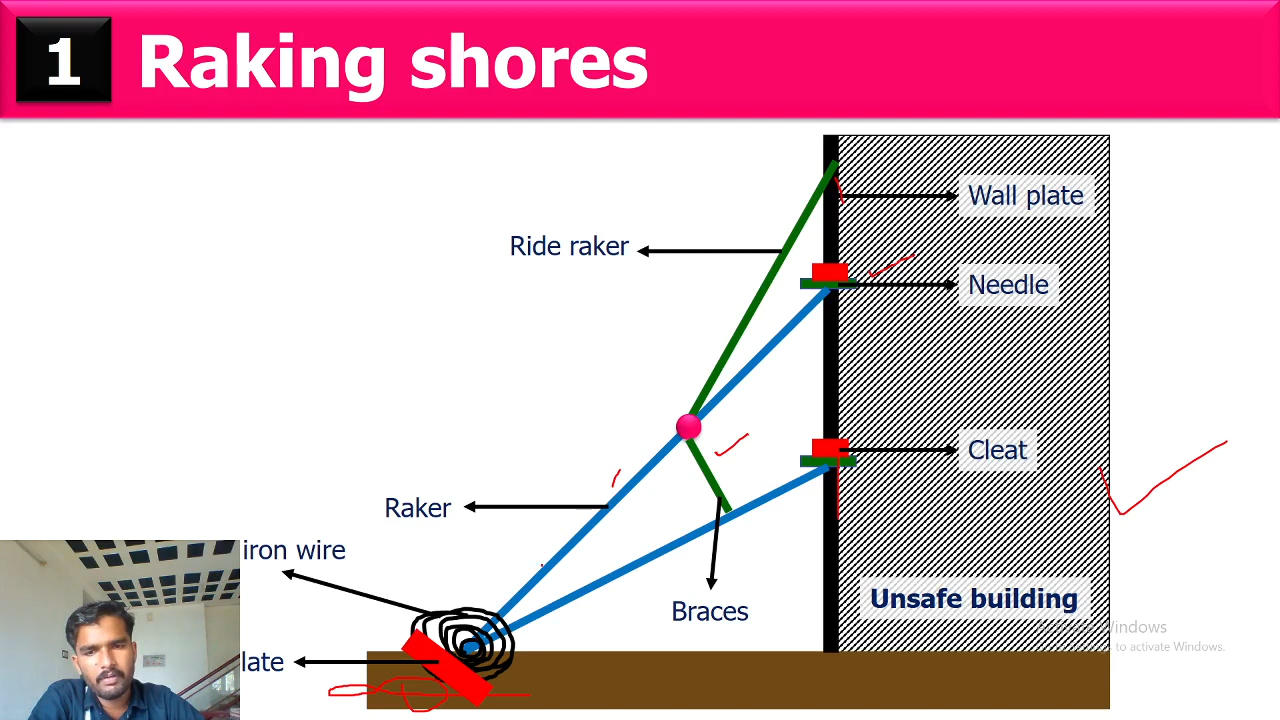 1 Raking shores
Wall plate
Ride raker
Needle
Cleat
Raker
iron wire
Unsafe building
Braces
Windows
to activate Windows.
late